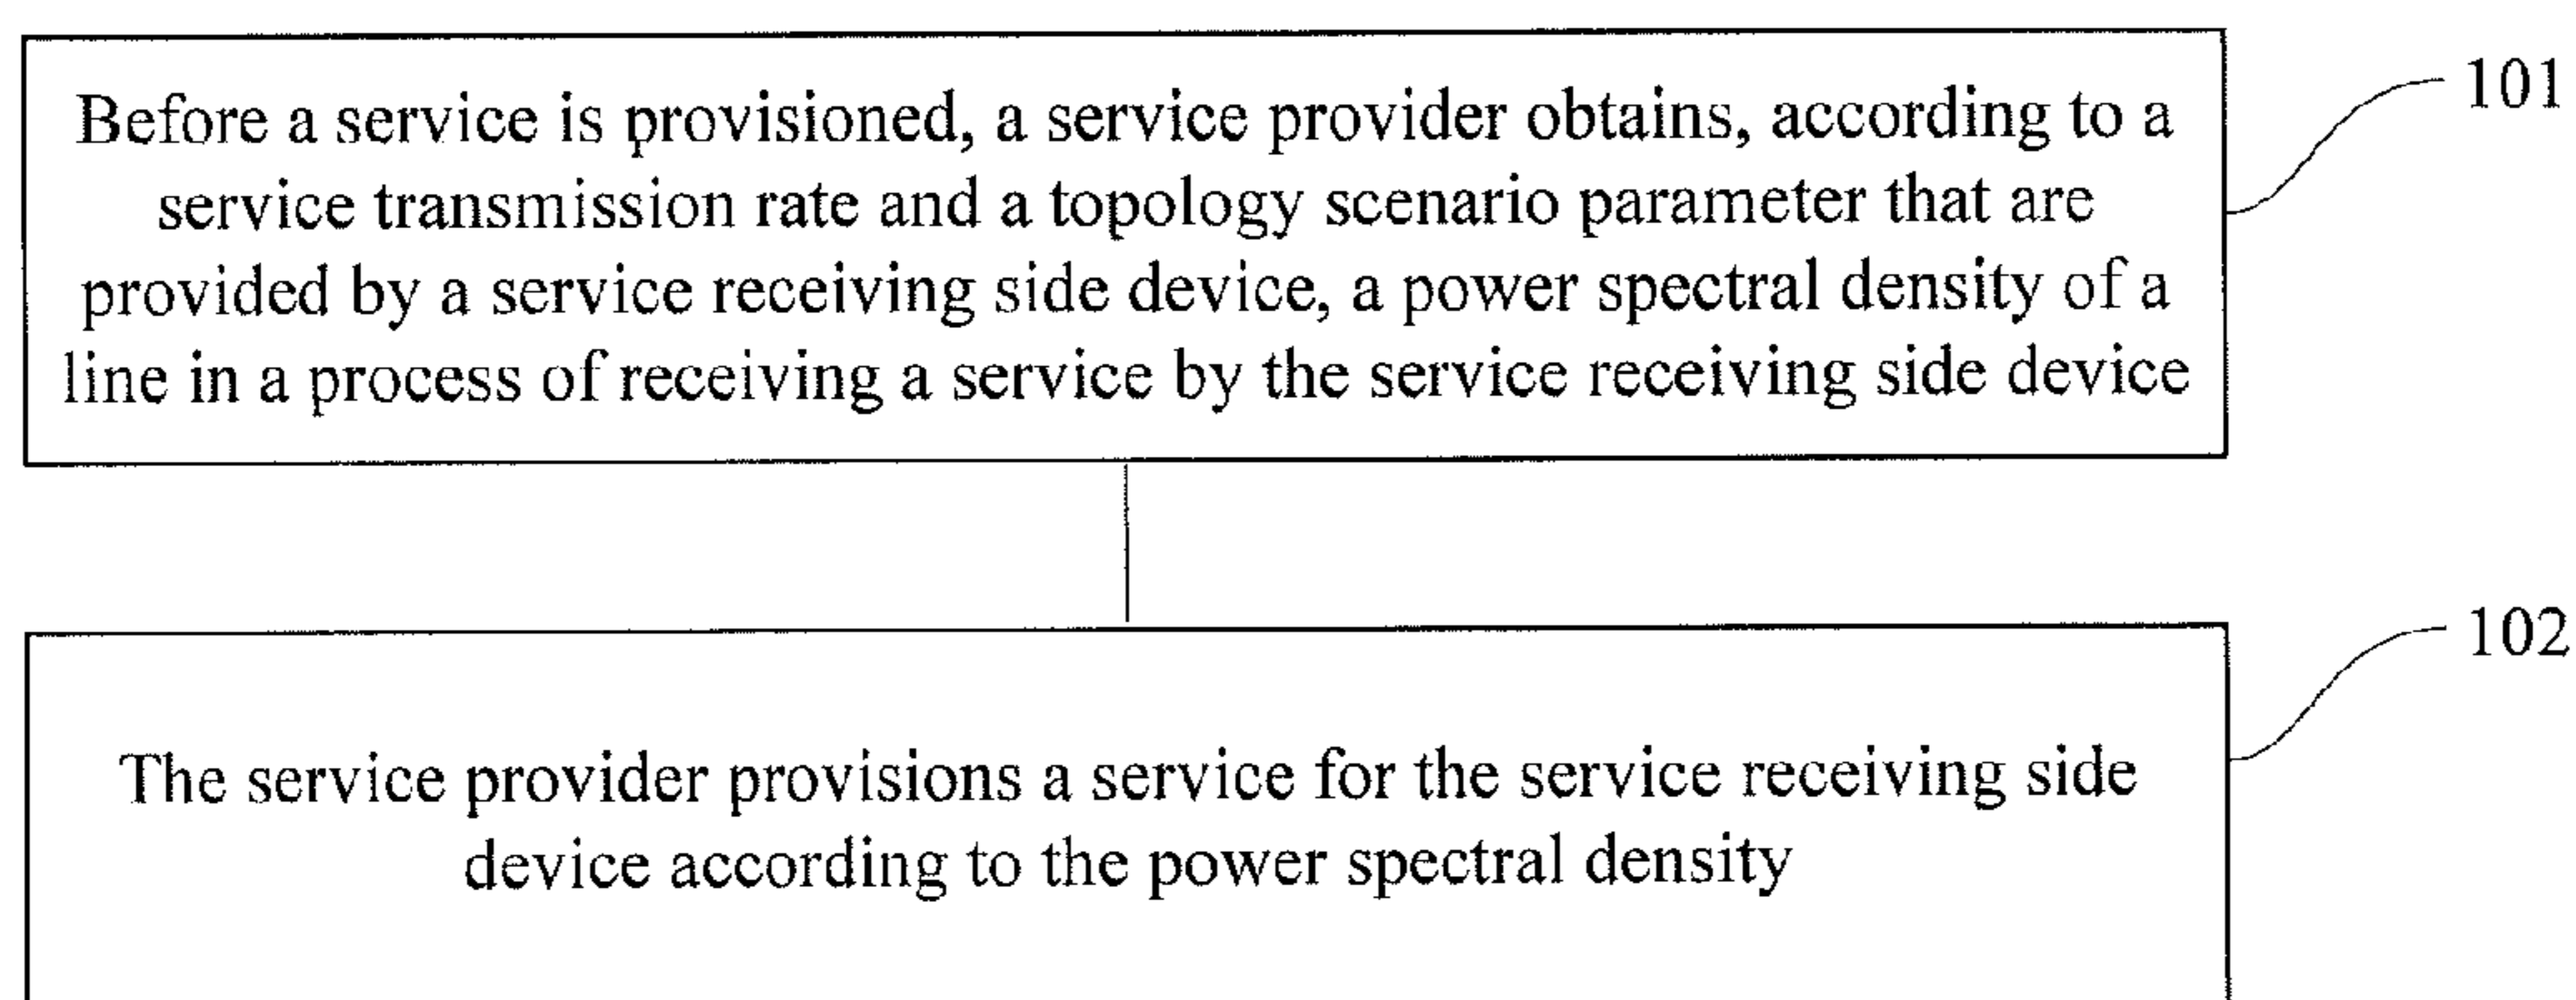 Before a service is provisioned, a service provider obtains, according to a
service transmission rate and a topology scenario parameter that are
provided by a service receiving side device, a power spectral density of a
line in a process of receiving a service by the service receiving side device
101
The service provider provisions a service for the service receiving side
device according to the power spectral density
102